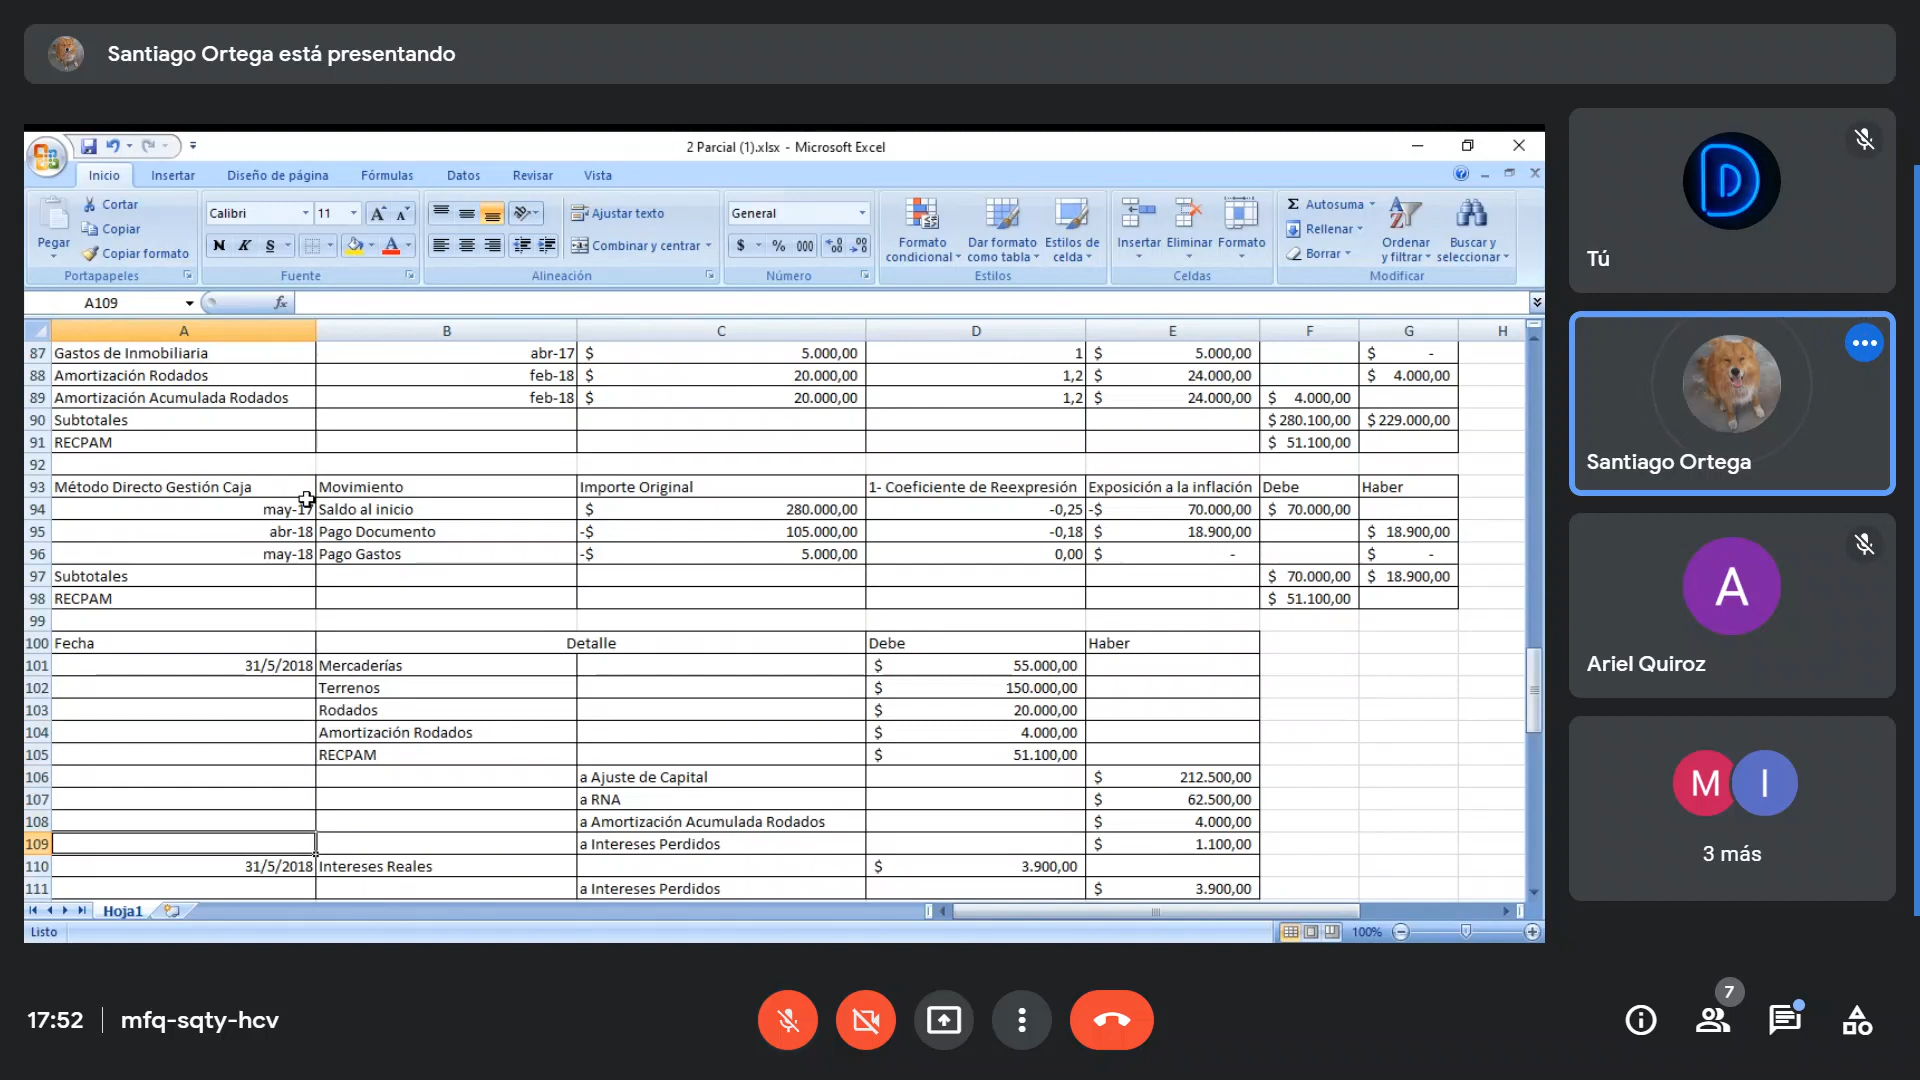 Santiago Ortega está presentando
2 Parcial (1).xlsx - Microsoft Excel
Inicio Insertar Diseño de página Fórmulas Datos Revisar Vista
Pegar
Cortar
Copiar
Copiar formato
Portapapeles
Calibri 11
N K S
Fuente
Ajustar texto
Combinar y centrar
Alineación
General
$ % 000
Número
Formato condicional
Dar formato como tabla
Estilos de celda
Estilos
Insertar Eliminar Formato
Celdas
Autosuma
Rellenar
Borrar
Ordenar y filtrar
Buscar y seleccionar
Modificar
A109 fx
A B C D E F G H
87 Gastos de Inmobiliaria abr-17 $ 5.000,00 1 $ 5.000,00 $ -
88 Amortización Rodados feb-18 $ 20.000,00 1,2 $ 24.000,00 $ 4.000,00
89 Amortización Acumulada Rodados feb-18 $ 20.000,00 1,2 $ 24.000,00 $ 4.000,00
90 Subtotales $ 280.100,00 $ 229.000,00
91 RECPAM $ 51.100,00
92
93 Método Directo Gestión Caja Movimiento Importe Original 1- Coeficiente de Reexpresión Exposición a la inflación Debe Haber
94 may-17 Saldo al inicio $ 280.000,00 -0,25 -$ 70.000,00 $ 70.000,00
95 abr-18 Pago Documento -$ 105.000,00 -0,18 $ 18.900,00 $ 18.900,00
96 may-18 Pago Gastos -$ 5.000,00 0,00 $ - $ -
97 Subtotales $ 70.000,00 $ 18.900,00
98 RECPAM $ 51.100,00
99
100 Fecha Detalle Debe Haber
101 31/5/2018 Mercaderías $ 55.000,00
102 Terrenos $ 150.000,00
103 Rodados $ 20.000,00
104 Amortización Rodados $ 4.000,00
105 RECPAM $ 51.100,00
106 a Ajuste de Capital $ 212.500,00
107 a RNA $ 62.500,00
108 a Amortización Acumulada Rodados $ 4.000,00
109 a Intereses Perdidos $ 1.100,00
110 31/5/2018 Intereses Reales $ 3.900,00
111 a Intereses Perdidos $ 3.900,00
Hoja1
Listo 100%
D
Tú
Santiago Ortega
A
Ariel Quiroz
M I
3 más
17:52 mfq-sqty-hcv
7